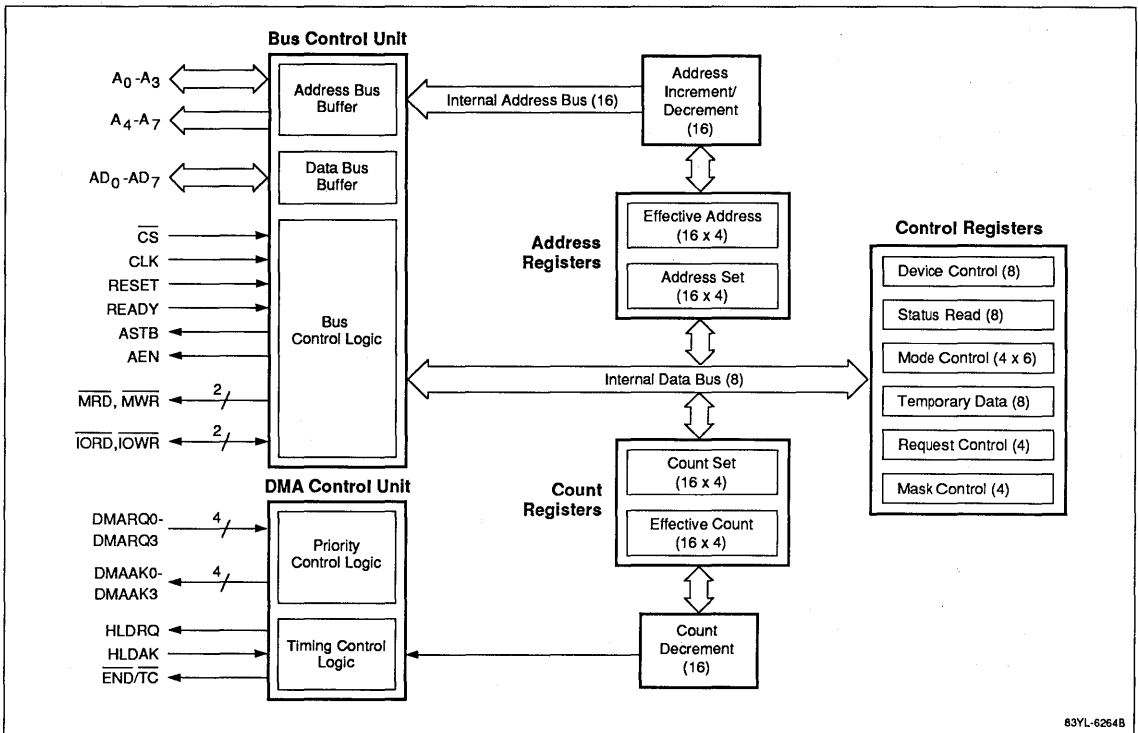 Bus Control Unit
A0-A3
A4-A7
AD0-AD7
CS
CLK
RESET
READY
ASTB
AEN
MRD, MWR
2
IORD,IOWR
2
Address Bus
Buffer
Data Bus
Buffer
Bus
Control Logic
Internal Address Bus (16)
Address
Increment/
Decrement
(16)
Address
Registers
Effective Address
(16 x 4)
Address Set
(16 x 4)
Internal Data Bus (8)
Control Registers
Device Control (8)
Status Read (8)
Mode Control (4 x 6)
Temporary Data (8)
Request Control (4)
Mask Control (4)
Count
Registers
Count Set
(16 x 4)
Effective Count
(16 x 4)
Count
Decrement
(16)
DMA Control Unit
DMARQ0-
DMARQ3
4
DMAAK0-
DMAAK3
4
HLDRQ
HLDAK
END/TC
Priority
Control Logic
Timing Control
Logic
83YL-6264B